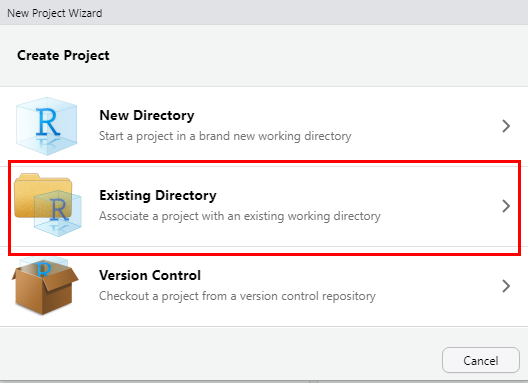 New Project Wizard
Create Project
R
New Directory
Start a project in a brand new working directory
R
Existing Directory
Associate a project with an existing working directory
R
Version Control
Checkout a project from a version control repository
Cancel